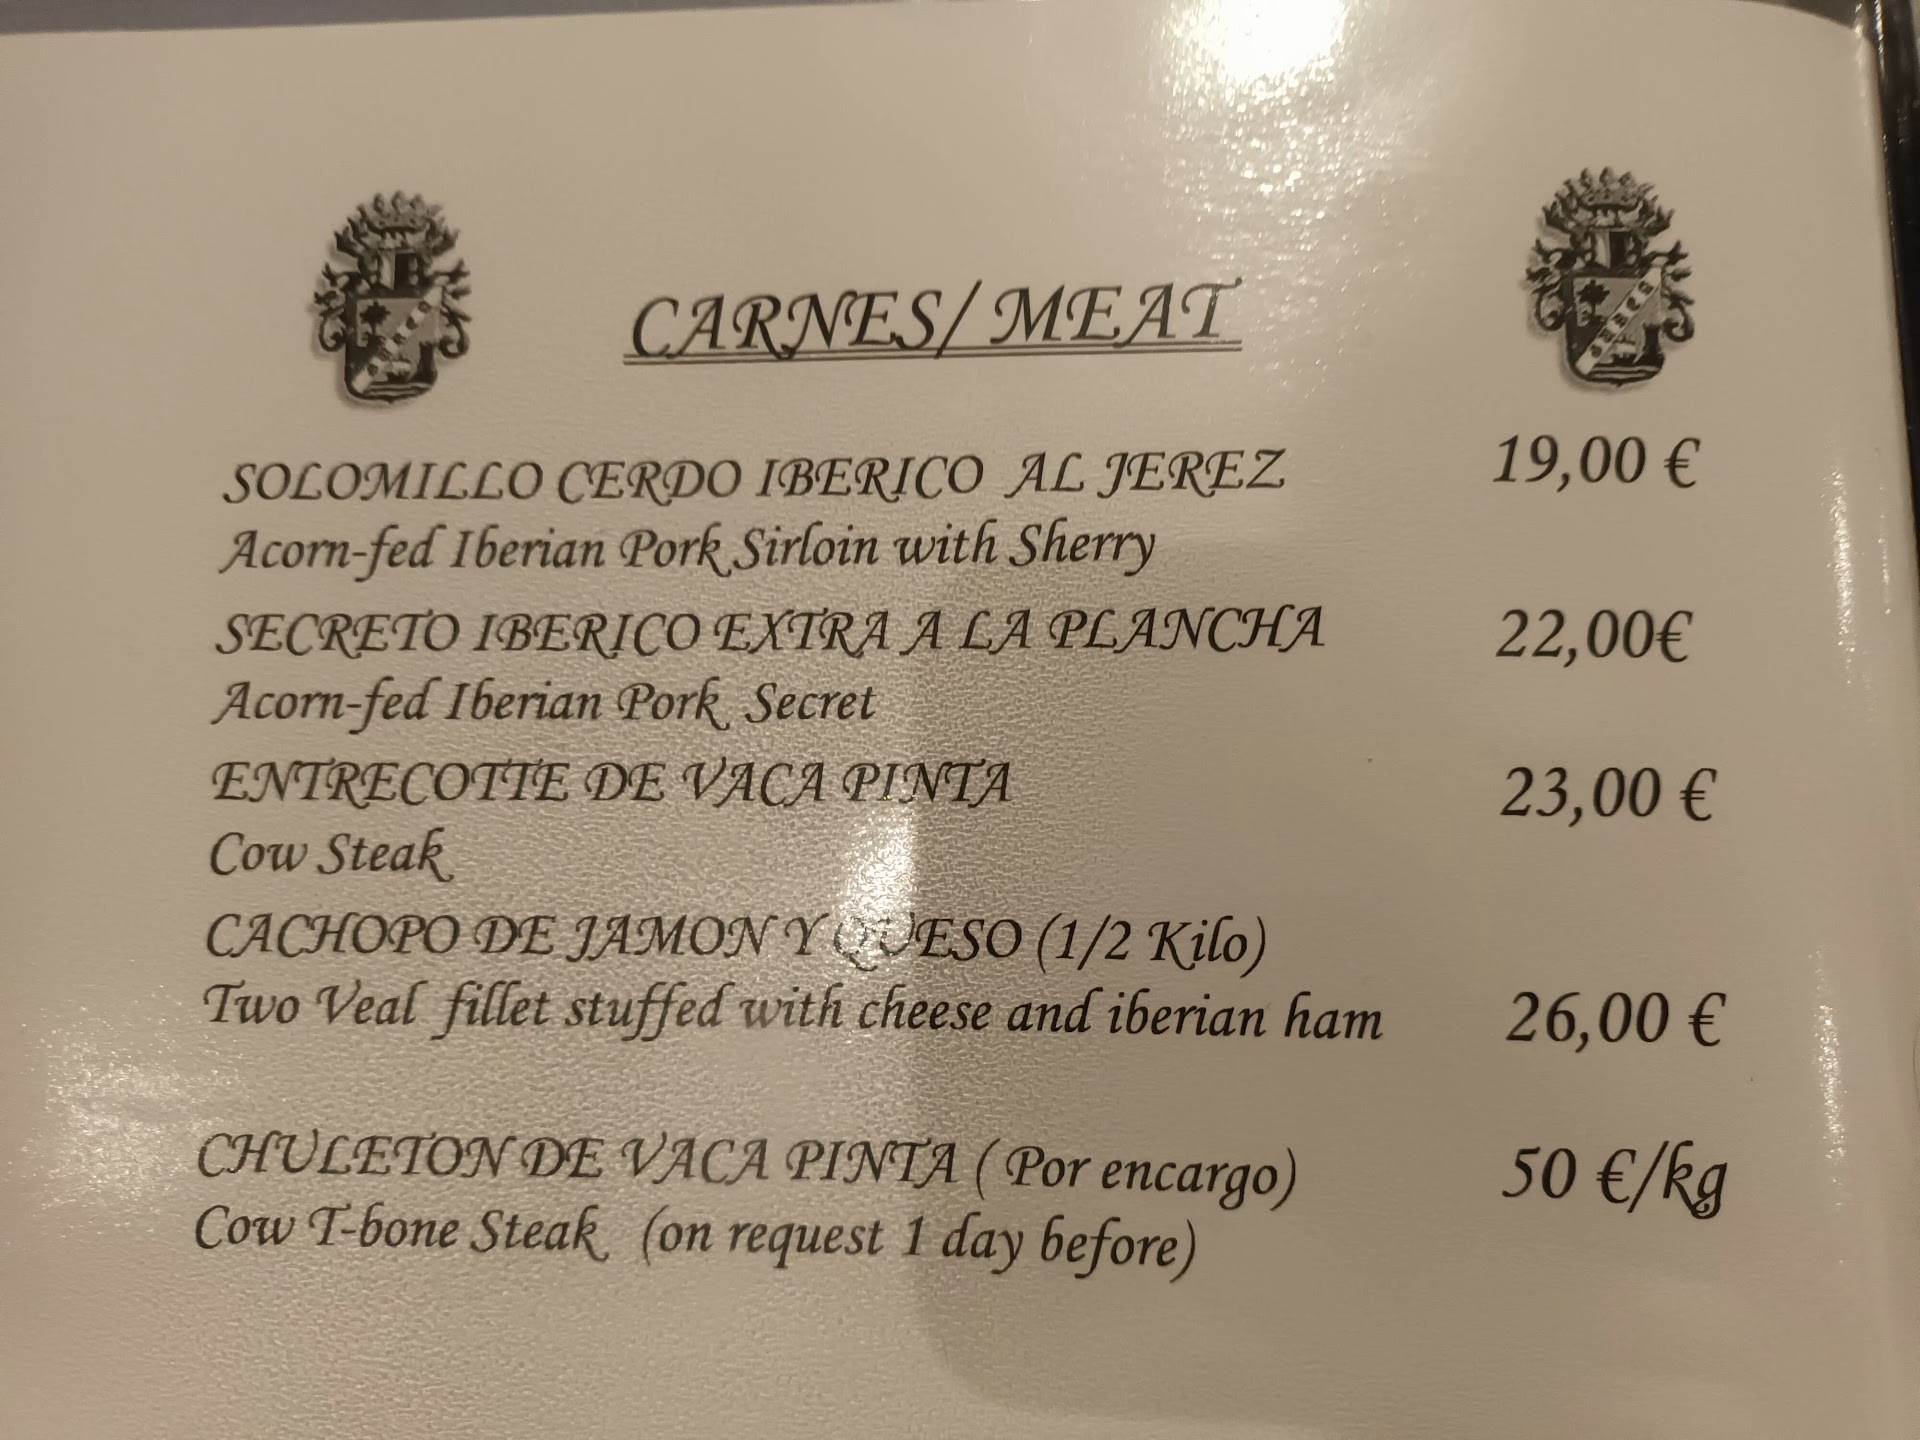 CARNES/ MEAT
SOLOMILLO CERDO IBERICO AL JEREZ 19,00 €
Acorn-fed Iberian Pork Sirloin with Sherry
SECRETO IBERICO EXTRA A LA PLANCHA 22,00€
Acorn-fed Iberian Pork Secret
ENTRECOTTE DE VACA PINTA 23,00 €
Cow Steak
CACHOPO DE JAMON Y QUESO (1/2 Kilo)
Two Veal fillet stuffed with cheese and iberian ham 26,00 €
CHULETON DE VACA PINTA ( Por encargo) 50 €/kg
Cow T-bone Steak (on request 1 day before)